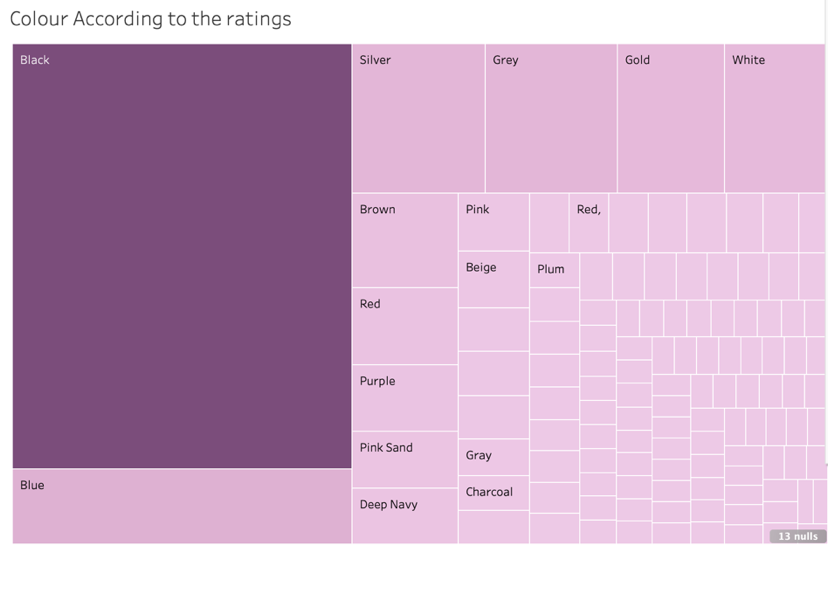 Colour According to the ratings
Black
Silver
Grey
Gold
White
Brown
Pink
Red,
Beige
Plum
Red
Purple
Pink Sand
Gray
Blue
Charcoal
Deep Navy
13 nulls